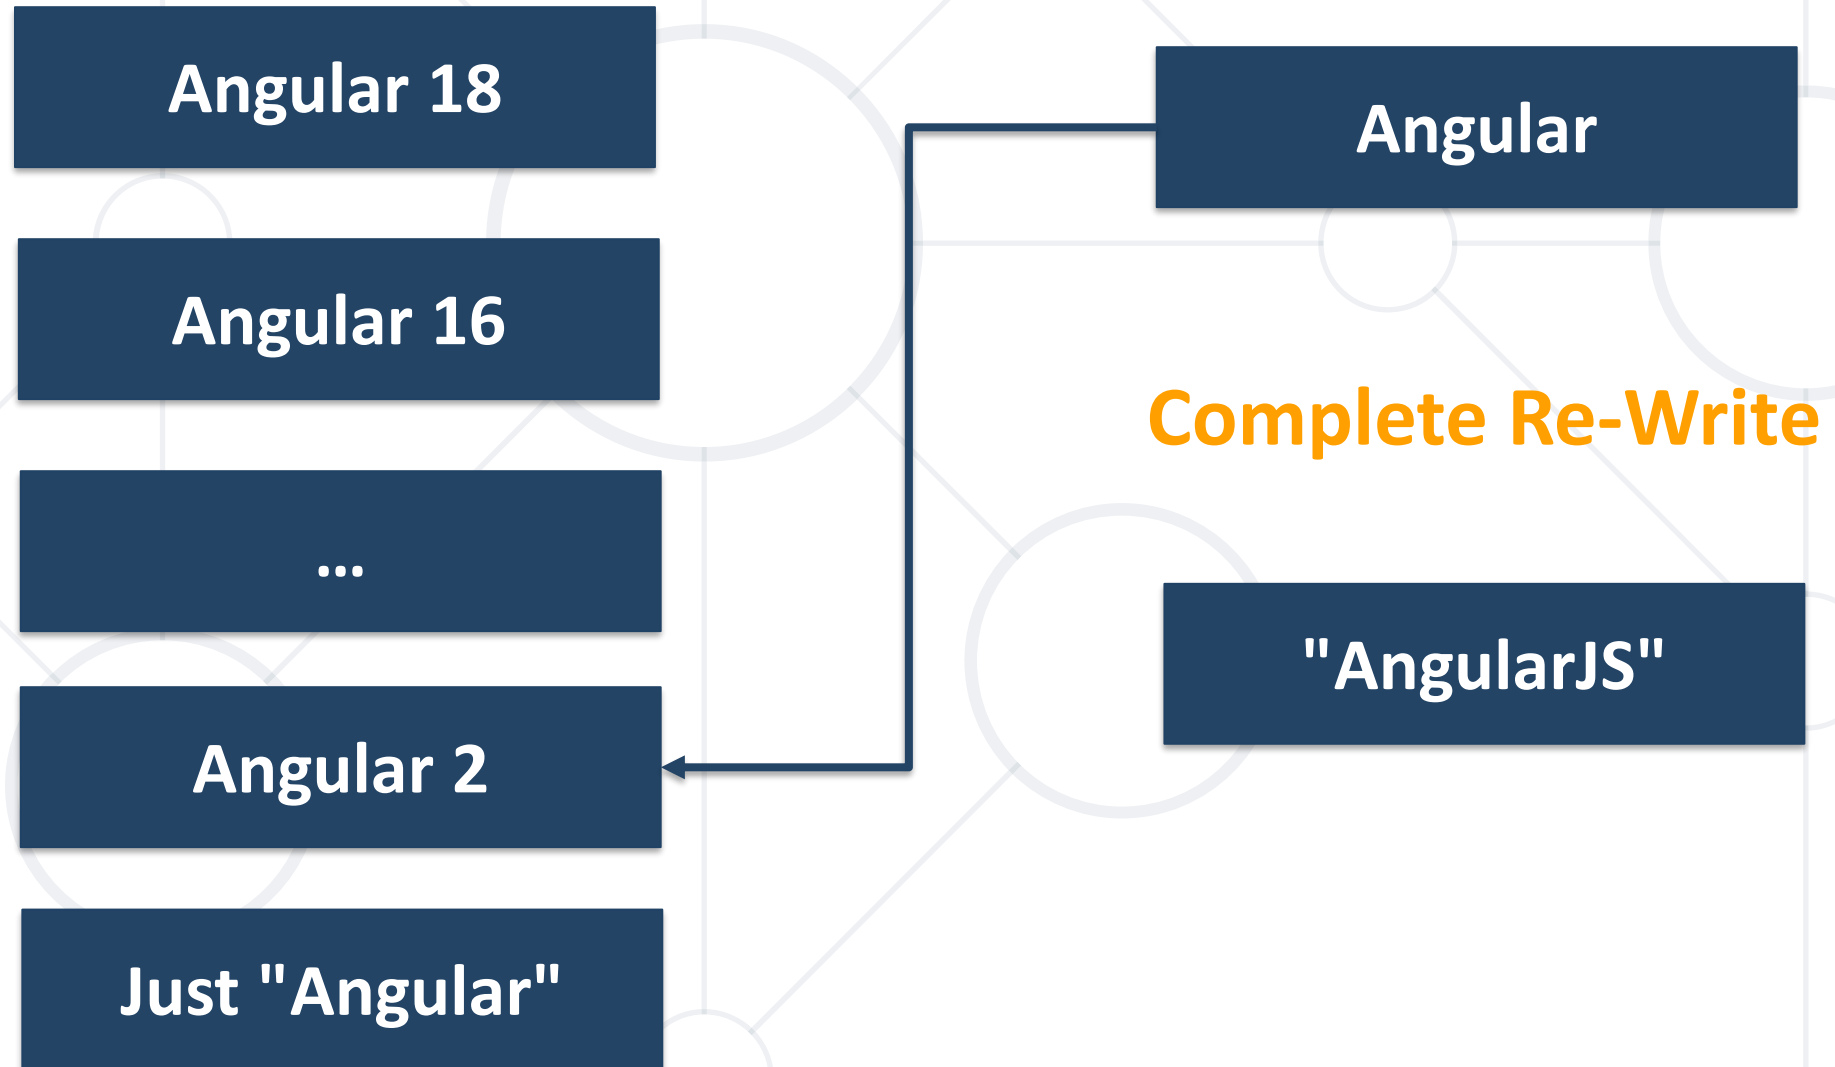 Angular 18
Angular 16
...
Angular 2
Just "Angular"
Angular
Complete Re-Write
"AngularJS"